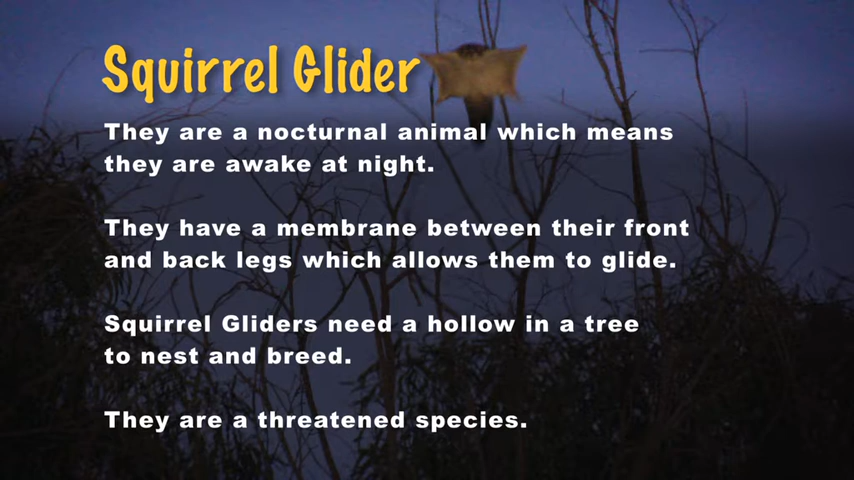 Squirrel Glider
They are a nocturnal animal which means
they are awake at night.
They have a membrane between their front
and back legs which allows them to glide.
Squirrel Gliders need a hollow in a tree
to nest and breed.
They are a threatened species.